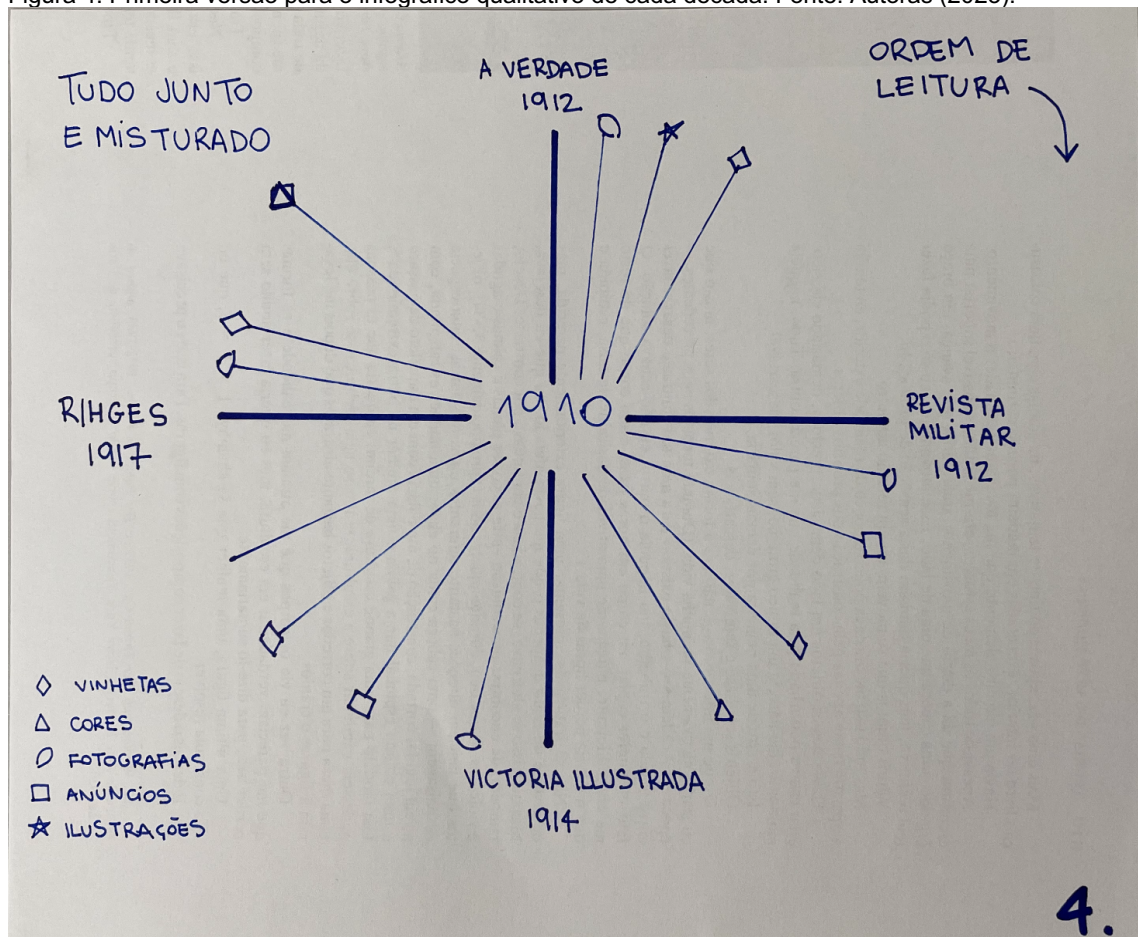 Figura 4. Primeira versão para o infográfico qualitativo de cada década. Fonte: Autoras
TUDO JUNTO
E MISTURADO
A VERDADE
1912
ORDEM DE
LEITURA
1910
RIHGES
1917
REVISTA
MILITAR
1912
VICTORIA ILLUSTRADA
1914
VINHETAS
CORES
FOTOGRAFIAS
ANÚNCIOS
ILUSTRAÇÕES
4.